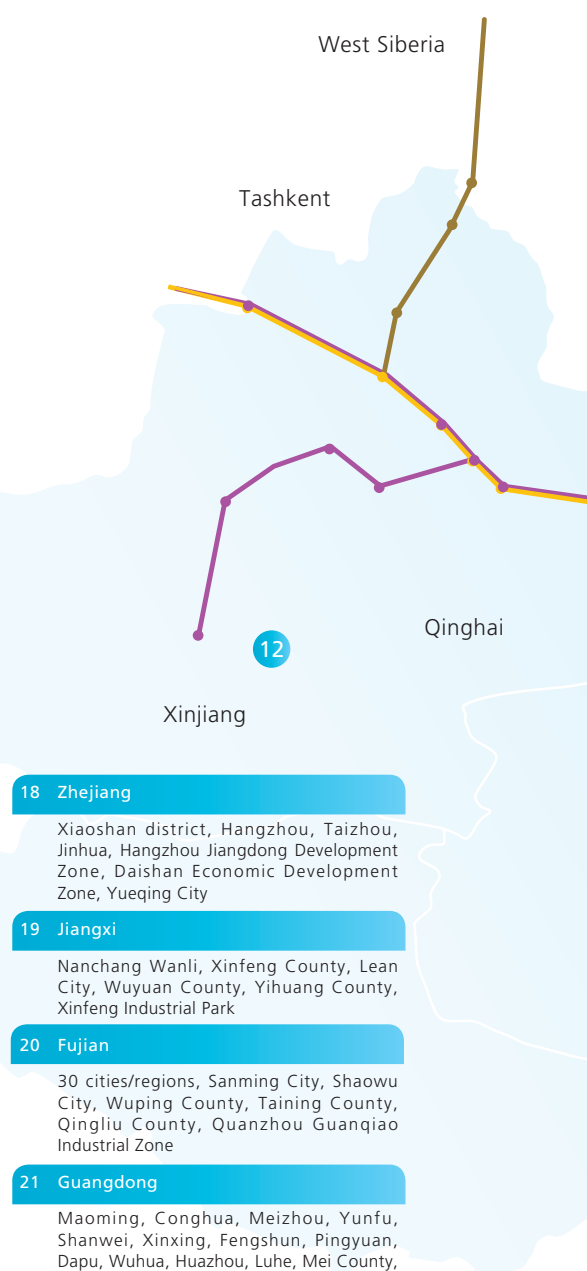 West Siberia
Tashkent
Qinghai
12
Xinjiang
18 Zhejiang
Xiaoshan district, Hangzhou, Taizhou,
Jinhua, Hangzhou Jiangdong Development
Zone, Daishan Economic Development
Zone, Yueqing City
19 Jiangxi
Nanchang Wanli, Xinfeng County, Lean
City, Wuyuan County, Yihuang County,
Xinfeng Industrial Park
20 Fujian
30 cities/regions, Sanming City, Shaowu
City, Wuping County, Taining County,
Qingliu County, Quanzhou Guanqiao
Industrial Zone
21 Guangdong
Maoming, Conghua, Meizhou, Yunfu,
Shanwei, Xinxing, Fengshun, Pingyuan,
Dapu, Wuhua, Huazhou, Luhe, Mei County,